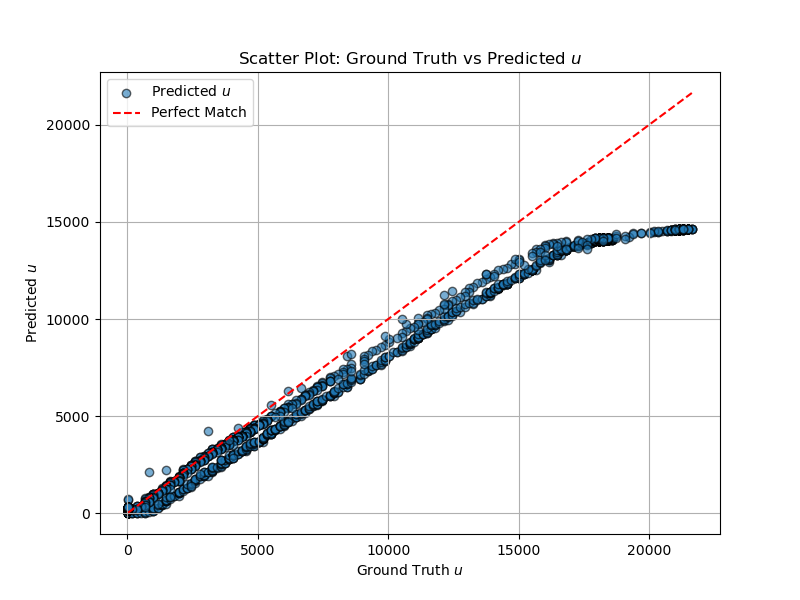 Scatter Plot: Ground Truth vs Predicted u
Predicted u
Perfect Match
20000
15000
10000
5000
0
Predicted u
0 5000 10000 15000 20000
Ground Truth u